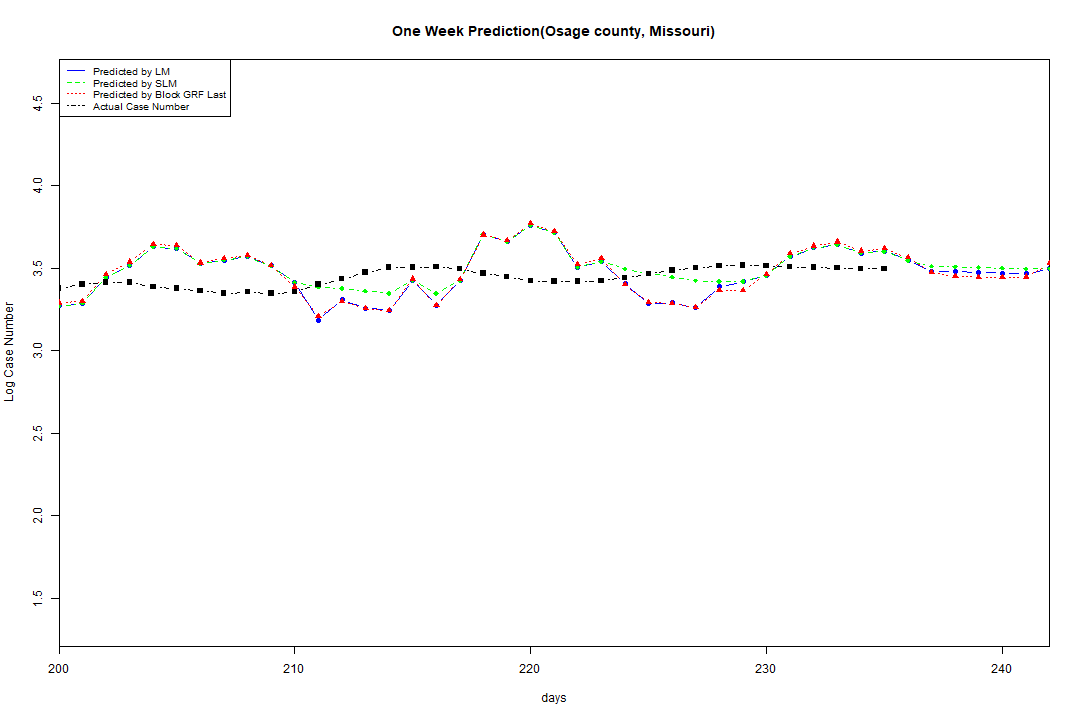 One Week Prediction(Osage county, Missouri)
Predicted by LM
Predicted by SLM
Predicted by Block GRF Last
Actual Case Number
4.5
4.0
3.5
3.0
2.5
2.0
1.5
Log Case Number
200
210
220
230
240
days